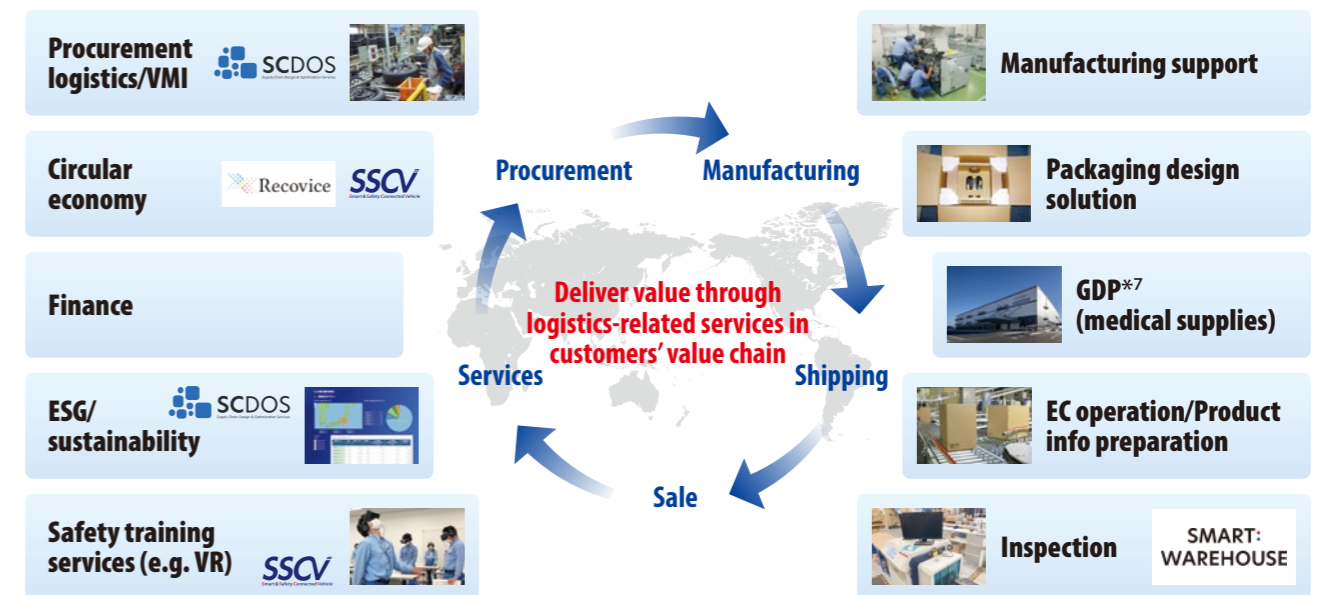 Procurement
logistics/VMI
SCDOS
Supply Chain Design & Optimization Services
Circular
economy
Recovice
SSCV
Smart & Safety Connected Vehicle
Finance
ESG/
sustainability
SCDOS
Supply Chain Design & Optimization Services
Safety training
services (e.g. VR)
SSCV
Smart & Safety Connected Vehicle
Procurement
Manufacturing
Deliver value through
logistics-related services in
customers’ value chain
Services
Shipping
Sale
Manufacturing support
Packaging design
solution
GDP*7
(medical supplies)
EC operation/Product
info preparation
Inspection
SMART:
WAREHOUSE